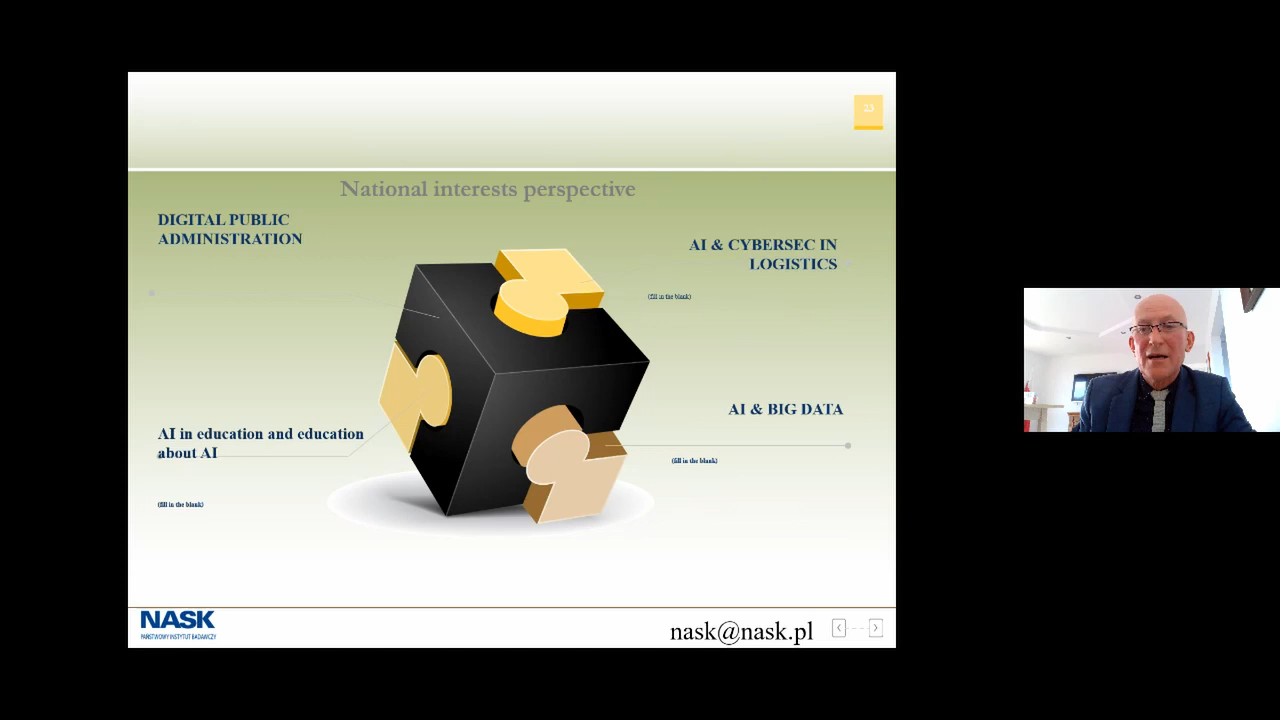 23
National interests perspective
DIGITAL PUBLIC
ADMINISTRATION
AI & CYBERSEC IN
LOGISTICS
(fill in the blank)
AI & BIG DATA
(fill in the blank)
AI in education and education
about AI
(fill in the blank)
NASK
PAŃSTWOWY INSTYTUT BADAWCZY
nask@nask.pl